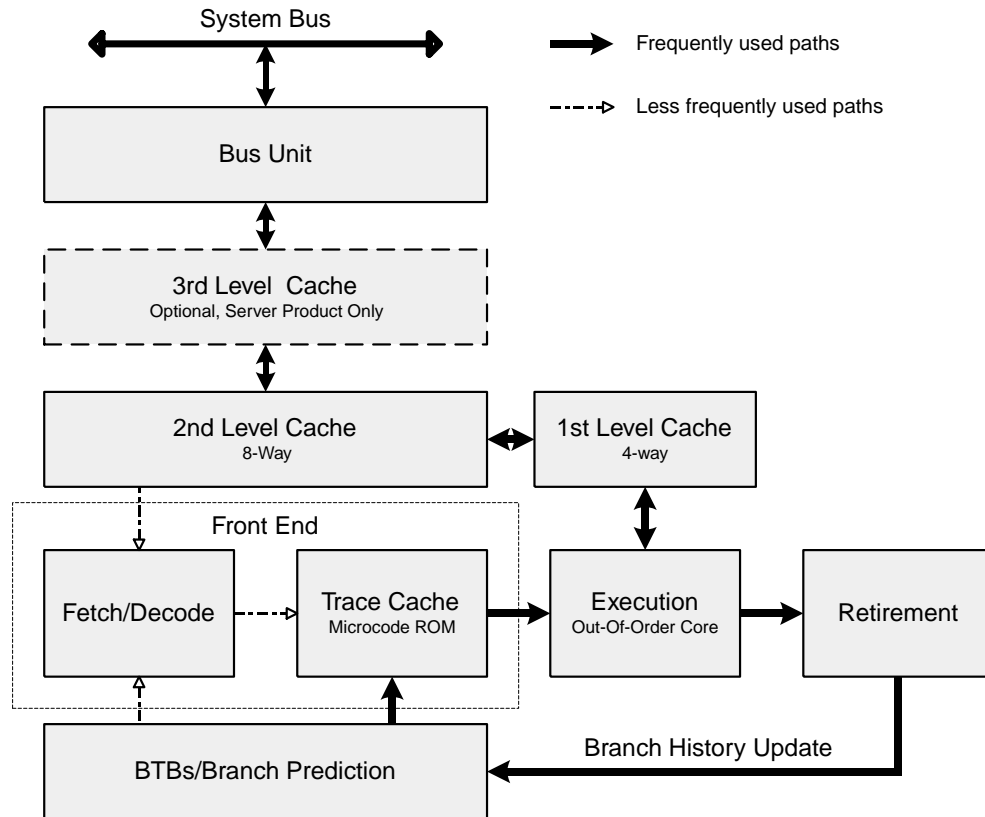 System Bus
Frequently used paths
Less frequently used paths
Bus Unit
3rd Level Cache
Optional, Server Product Only
2nd Level Cache
8-Way
1st Level Cache
4-way
Front End
Fetch/Decode
Trace Cache
Microcode ROM
Execution
Out-Of-Order Core
Retirement
Branch History Update
BTBs/Branch Prediction